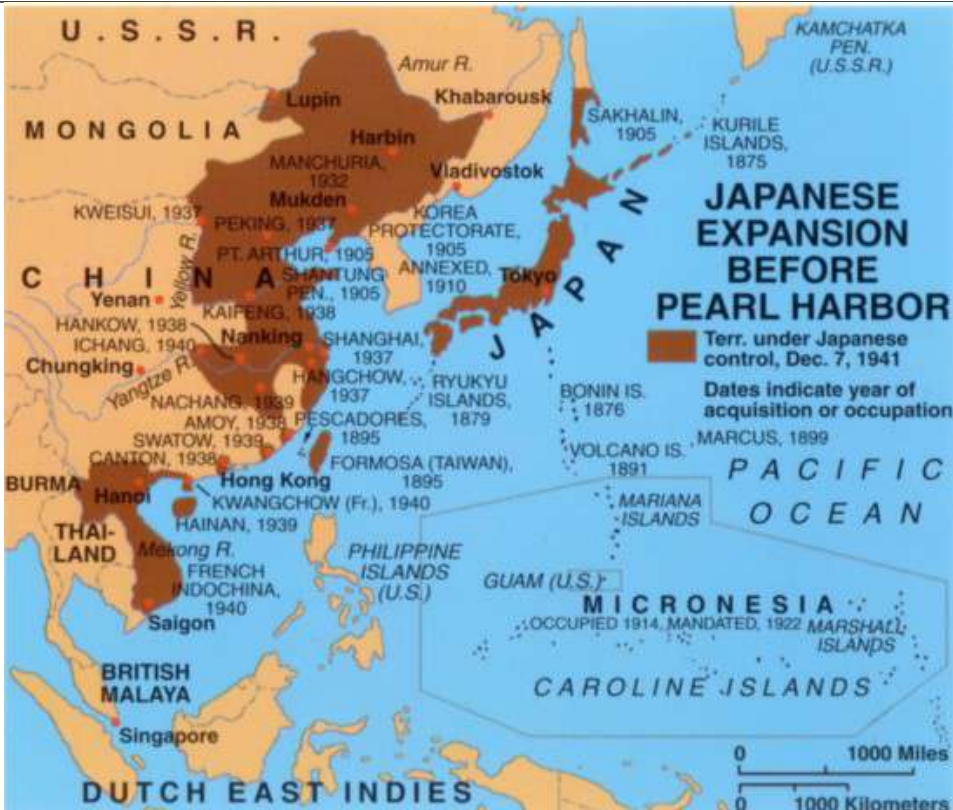 U.S.S.R.
KAMCHATKA
PEN.
(U.S.S.R.)
Amur R.
Lupin
Khabarousk
MONGOLIA
Harbin
SAKHALIN,
1905
KURILE
ISLANDS,
1875
MANCHURIA,
1932
Vladivostok
Mukden
KWEISUI, 1937
PEKING, 1937
KOREA
PROTECTORATE,
1905
ANNEXED,
1910
JAPANESE
EXPANSION
BEFORE
PEARL HARBOR
Terr. under Japanese
control, Dec. 7, 1941
Dates indicate year of
acquisition or occupation
PT. ARTHUR, 1905
Yellow R.
CHINA
SHANTUNG
PEN., 1905
Tokyo
JAPAN
Yenan
KAIFENG, 1938
HANKOW, 1938
Nanking
ICHANG, 1940
SHANGHAI,
1937
Chungking
Yangtze R.
HANGCHOW,
1937
NACHANG, 1939
RYUKYU
ISLANDS,
1879
BONIN IS.
1876
AMOY, 1938
PESCADORES,
1895
SWATOW, 1939
MARCUS, 1899
CANTON, 1938
VOLCANO IS.
1891
FORMOSA (TAIWAN),
1895
PACIFIC
OCEAN
BURMA
Hanoi
Hong Kong
KWANGCHOW (Fr.), 1940
HAINAN, 1939
MARIANA
ISLANDS
THAI-
LAND
Mekong R.
PHILIPPINE
ISLANDS
(U.S.)
FRENCH
INDOCHINA,
1940
GUAM (U.S.)
MICRONESIA
OCCUPIED 1914, MANDATED, 1922
MARSHALL
ISLANDS
Saigon
CAROLINE ISLANDS
BRITISH
MALAYA
Singapore
DUTCH EAST INDIES
0 1000 Miles
0 1000 Kilometers